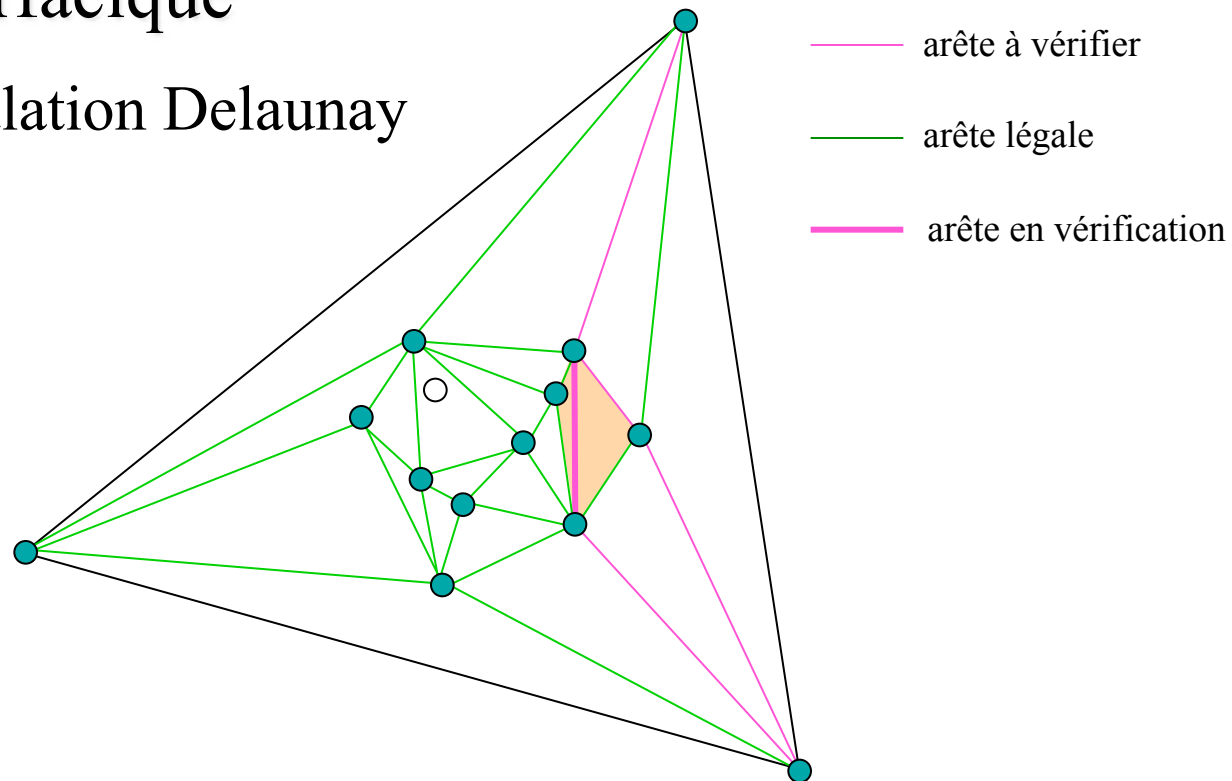 lation Delaunay
arête à vérifier
arête légale
arête en vérification